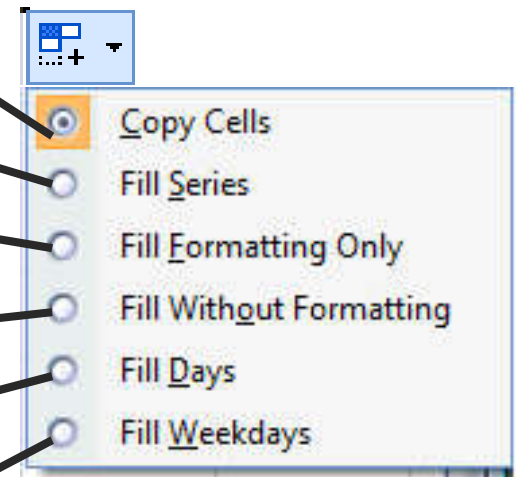 Copy Cells
Fill Series
Fill Formatting Only
Fill Without Formatting
Fill Days
Fill Weekdays